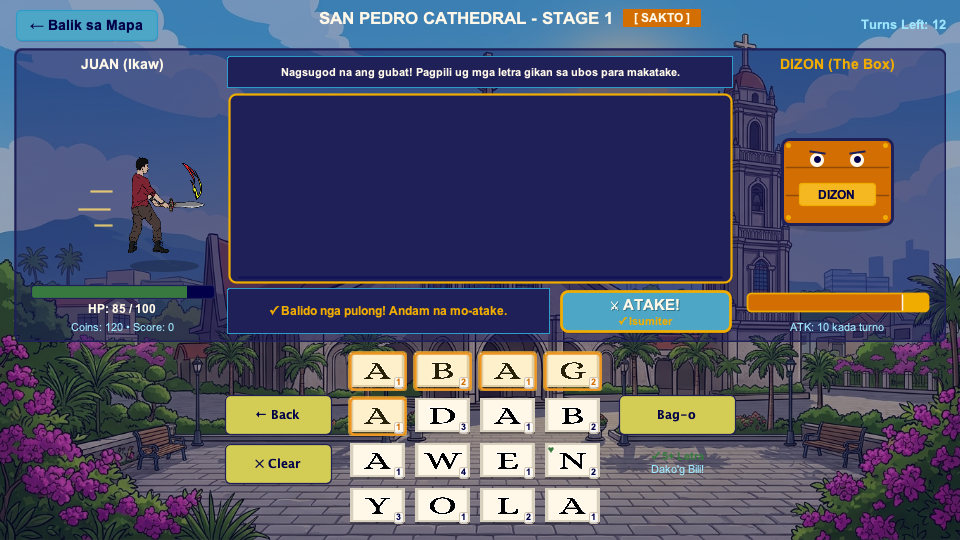 ← Balik sa Mapa
SAN PEDRO CATHEDRAL - STAGE 1
[ SAKTO ]
Turns Left: 12
JUAN (Ikaw)
Nagsugod na ang gubat! Pagpili ug mga letra gikan sa ubos para makatake.
DIZON (The Box)
DIZON
HP: 85 / 100
Coins: 120 • Score: 0
✓Balido nga pulong! Andam na mo-atake.
⚔ ATAKE!
✓Isumiter
ATK: 10 kada turno
A 1 B 2 A 1 G 2
← Back
A 1 D 3 A 1 B 2
Bag-o
✕ Clear
A 1 W 4 E 1 ♥ N 2
Dako'g Bili!
Y 3 O 1 L 2 A 1